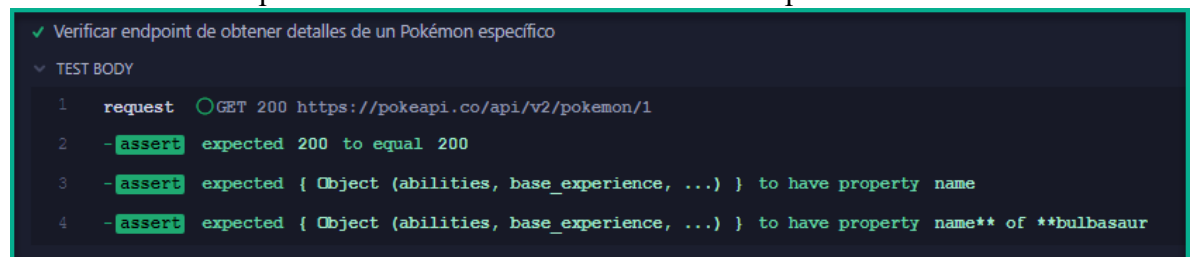 Verificar endpoint de obtener detalles de un Pokémon específico
TEST BODY
1 request GET 200 https://pokeapi.co/api/v2/pokemon/1
2 -assert expected 200 to equal 200
3 -assert expected { Object (abilities, base_experience, ...) } to have property name
4 -assert expected { Object (abilities, base_experience, ...) } to have property name** of **bulbasaur